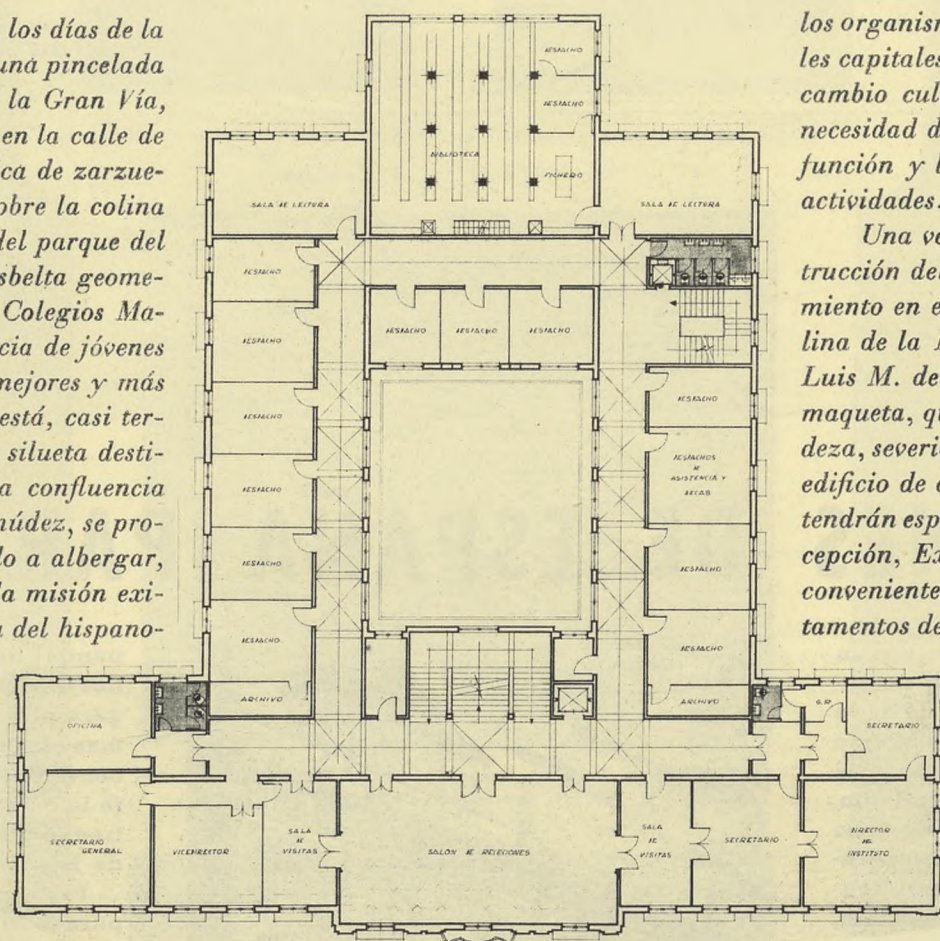 los días de la
una pincelada
la Gran Vía,
en la calle de
ca de zarzue-
obre la colina
del parque del
sbelta geome-
Colegios Ma-
cia de jóvenes
mejores y más
está, casi ter-
silueta desti-
a confluencia
núdez, se pro-
lo a albergar,
la misión exi-
a del hispano-
DESPACHO
DESPACHO
BIBLIOTECA
FICHERO
SALA DE LECTURA
SALA DE LECTURA
DESPACHO
DESPACHO
DESPACHO
DESPACHO
DESPACHO
DESPACHO
DESPACHO
DESPACHO
DESPACHO
ARCHIVO
DESPACHO
DESPACHOS
DE
ASISTENCIA Y
BECAS
DESPACHO
DESPACHO
ARCHIVO
OFICINA
SECRETARIO
GENERAL
VICERRECTOR
SALA
DE
VISITAS
SALON DE RECEPCIONES
SALA
DE
VISITAS
SECRETARIO
SECRETARIO
DIRECTOR
DEL
INSTITUTO
los organism
les capitales
cambio cul
necesidad d
función y l
actividades.
Una ve
trucción del
miento en e
lina de la
Luis M. de
maqueta, qu
deza, severi
edificio de
tendrán esp
cepción, Ex
conveniente
tamentos de